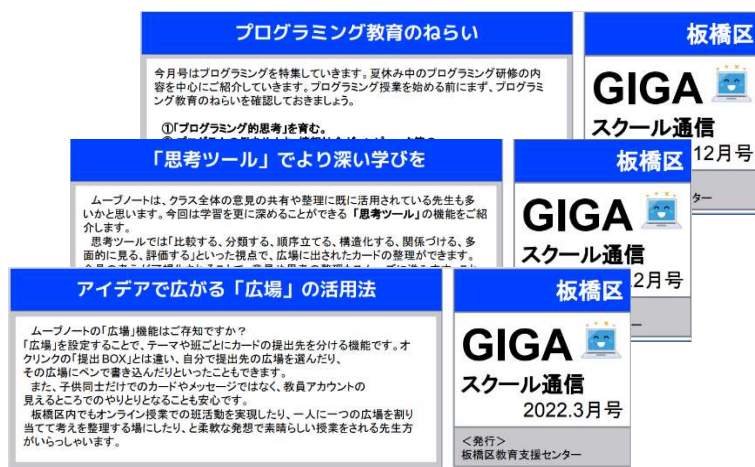 プログラミング教育のねらい
今月号はプログラミングを特集していきます。夏休み中のプログラミング研修の内
容を中心にご紹介していきます。プログラミング授業を始める前にまず、プログラミ
ング教育のねらいを確認しておきましょう。
①「プログラミング的思考」を育む。
板橋区
GIGA
スクール通信
12月号
「思考ツール」でより深い学びを
ムーブノートは、クラス全体の意見の共有や整理に既に活用されている先生も多
いかと思います。今回は学習を更に深めることができる「思考ツール」の機能をご紹
介します。
思考ツールでは「比較する、分類する、順序立てる、構造化する、関係づける、多
面的に見る、評価する」といった視点で、広場に出されたカードの整理ができます。
板橋区
GIGA
スクール通信
2月号
アイデアで広がる「広場」の活用法
ムーブノートの「広場」機能はご存知ですか？
「広場」を設定することで、テーマや班ごとにカードの提出先を分ける機能です。オ
クリンクの「提出BOX」とは違い、自分で提出先の広場を選んだり、
その広場にペンで書き込んだりといったこともできます。
また、子供同士だけでのカードやメッセージではなく、教員アカウントの
見えるところでのやりとりとなることも安心です。
板橋区内でもオンライン授業での班活動を実現したり、一人に一つの広場を割り
当てて考えを整理する場にしたり、と柔軟な発想で素晴らしい授業をされる先生方
がいらっしゃいます。
板橋区
GIGA
スクール通信
2022.3月号
＜発行＞
板橋区教育支援センター